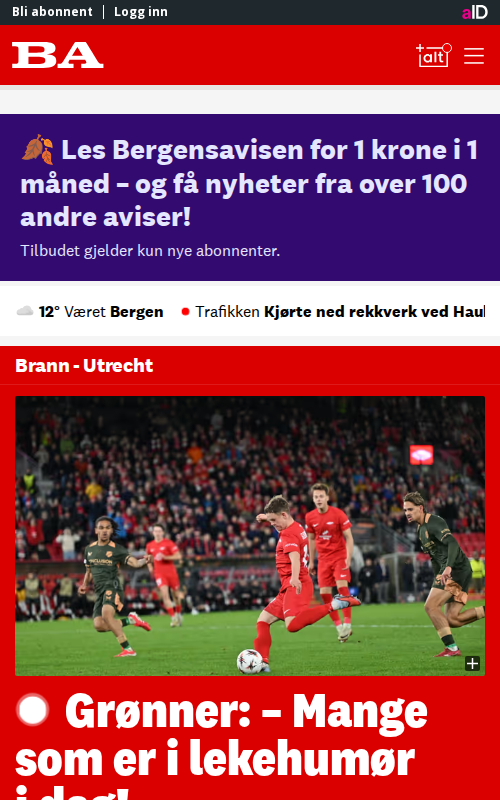 Bli abonnent | Logg inn
aID
BA
+alt
🍂 Les Bergensavisen for 1 krone i 1
måned – og få nyheter fra over 100
andre aviser!
Tilbudet gjelder kun nye abonnenter.
12° Været Bergen
Trafikken Kjørte ned rekkverk ved Haul
Brann - Utrecht
Grønner: – Mange
som er i lekehumør
i dag!